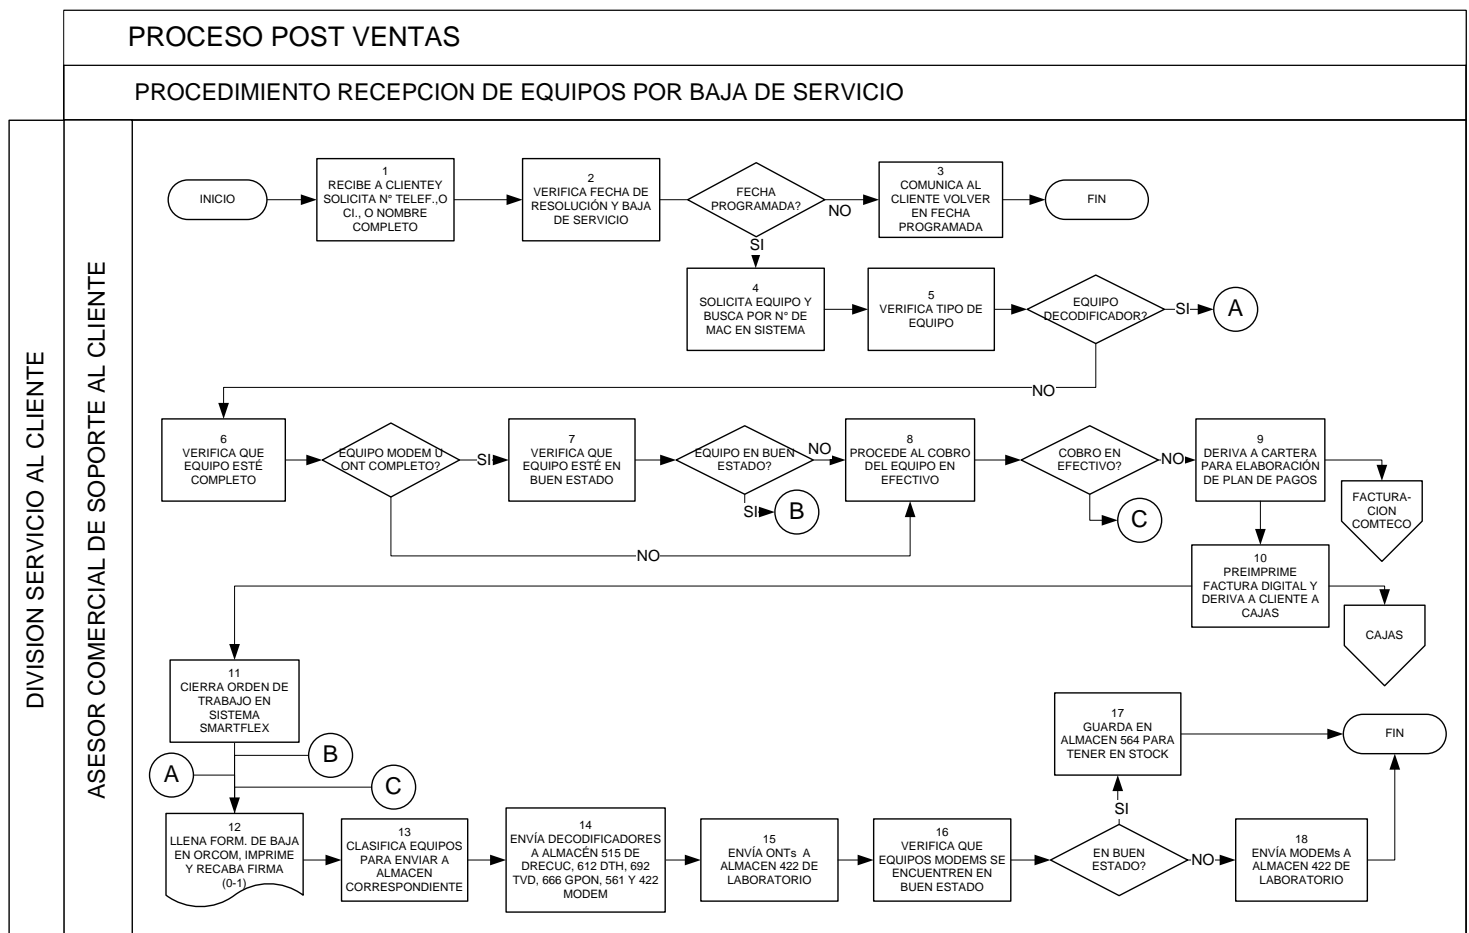 PROCESO POST VENTAS
PROCEDIMIENTO RECEPCION DE EQUIPOS POR BAJA DE SERVICIO
DIVISION SERVICIO AL CLIENTE
ASESOR COMERCIAL DE SOPORTE AL CLIENTE
INICIO
1
RECIBE A CLIENTEY
SOLICITA N° TELEF.,O
CI., O NOMBRE
COMPLETO
2
VERIFICA FECHA DE
RESOLUCIÓN Y BAJA
DE SERVICIO
FECHA
PROGRAMADA?
NO
SI
3
COMUNICA AL
CLIENTE VOLVER
EN FECHA
PROGRAMADA
FIN
4
SOLICITA EQUIPO Y
BUSCA POR N° DE
MAC EN SISTEMA
5
VERIFICA TIPO DE
EQUIPO
EQUIPO
DECODIFICADOR?
SI
A
NO
6
VERIFICA QUE
EQUIPO ESTÉ
COMPLETO
EQUIPO MODEM U
ONT COMPLETO?
SI
NO
7
VERIFICA QUE
EQUIPO ESTÉ EN
BUEN ESTADO
EQUIPO EN BUEN
ESTADO?
NO
SI
B
8
PROCEDE AL COBRO
DEL EQUIPO EN
EFECTIVO
COBRO EN
EFECTIVO?
NO
C
9
DERIVA A CARTERA
PARA ELABORACIÓN
DE PLAN DE PAGOS
FACTURA-
CION
COMTECO
10
PREIMPRIME
FACTURA DIGITAL Y
DERIVA A CLIENTE A
CAJAS
CAJAS
11
CIERRA ORDEN DE
TRABAJO EN
SISTEMA
SMARTFLEX
B
A
C
12
LLENA FORM. DE BAJA
EN ORCOM, IMPRIME
Y RECABA FIRMA
(0-1)
13
CLASIFICA EQUIPOS
PARA ENVIAR A
ALMACEN
CORRESPONDIENTE
14
ENVÍA DECODIFICADORES
A ALMACÉN 515 DE
DRECUC, 612 DTH, 692
TVD, 666 GPON, 561 Y 422
MODEM
15
ENVÍA ONTs A
ALMACEN 422 DE
LABORATORIO
16
VERIFICA QUE
EQUIPOS MODEMS SE
ENCUENTREN EN
BUEN ESTADO
EN BUEN
ESTADO?
SI
NO
17
GUARDA EN
ALMACEN 564 PARA
TENER EN STOCK
18
ENVÍA MODEMs A
ALMACEN 422 DE
LABORATORIO
FIN